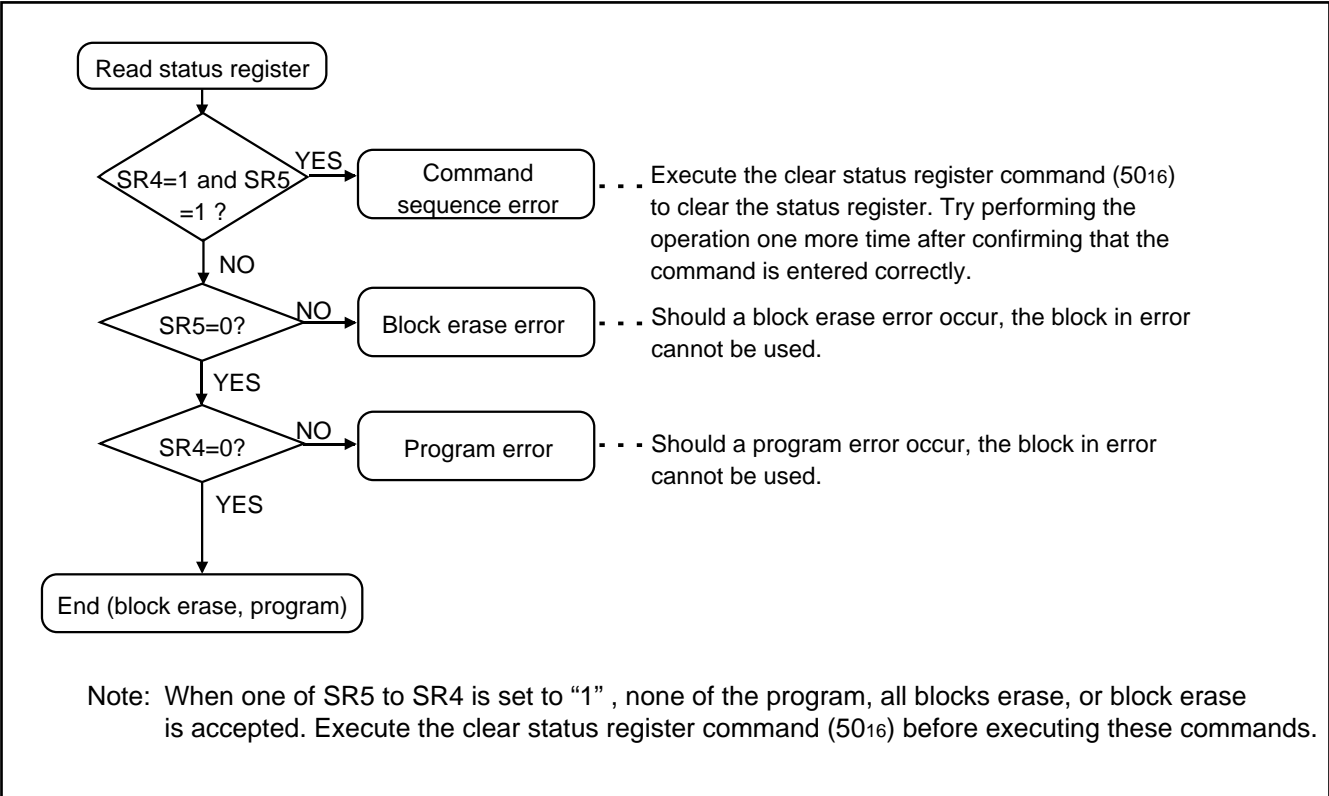 Read status register
SR4=1 and SR5
=1 ?
YES
Command
sequence error
Execute the clear status register command (5016)
to clear the status register. Try performing the
operation one more time after confirming that the
command is entered correctly.
NO
SR5=0?
NO
Block erase error
Should a block erase error occur, the block in error
cannot be used.
YES
SR4=0?
NO
Program error
Should a program error occur, the block in error
cannot be used.
YES
End (block erase, program)
Note: When one of SR5 to SR4 is set to “1” , none of the program, all blocks erase, or block erase
is accepted. Execute the clear status register command (5016) before executing these commands.